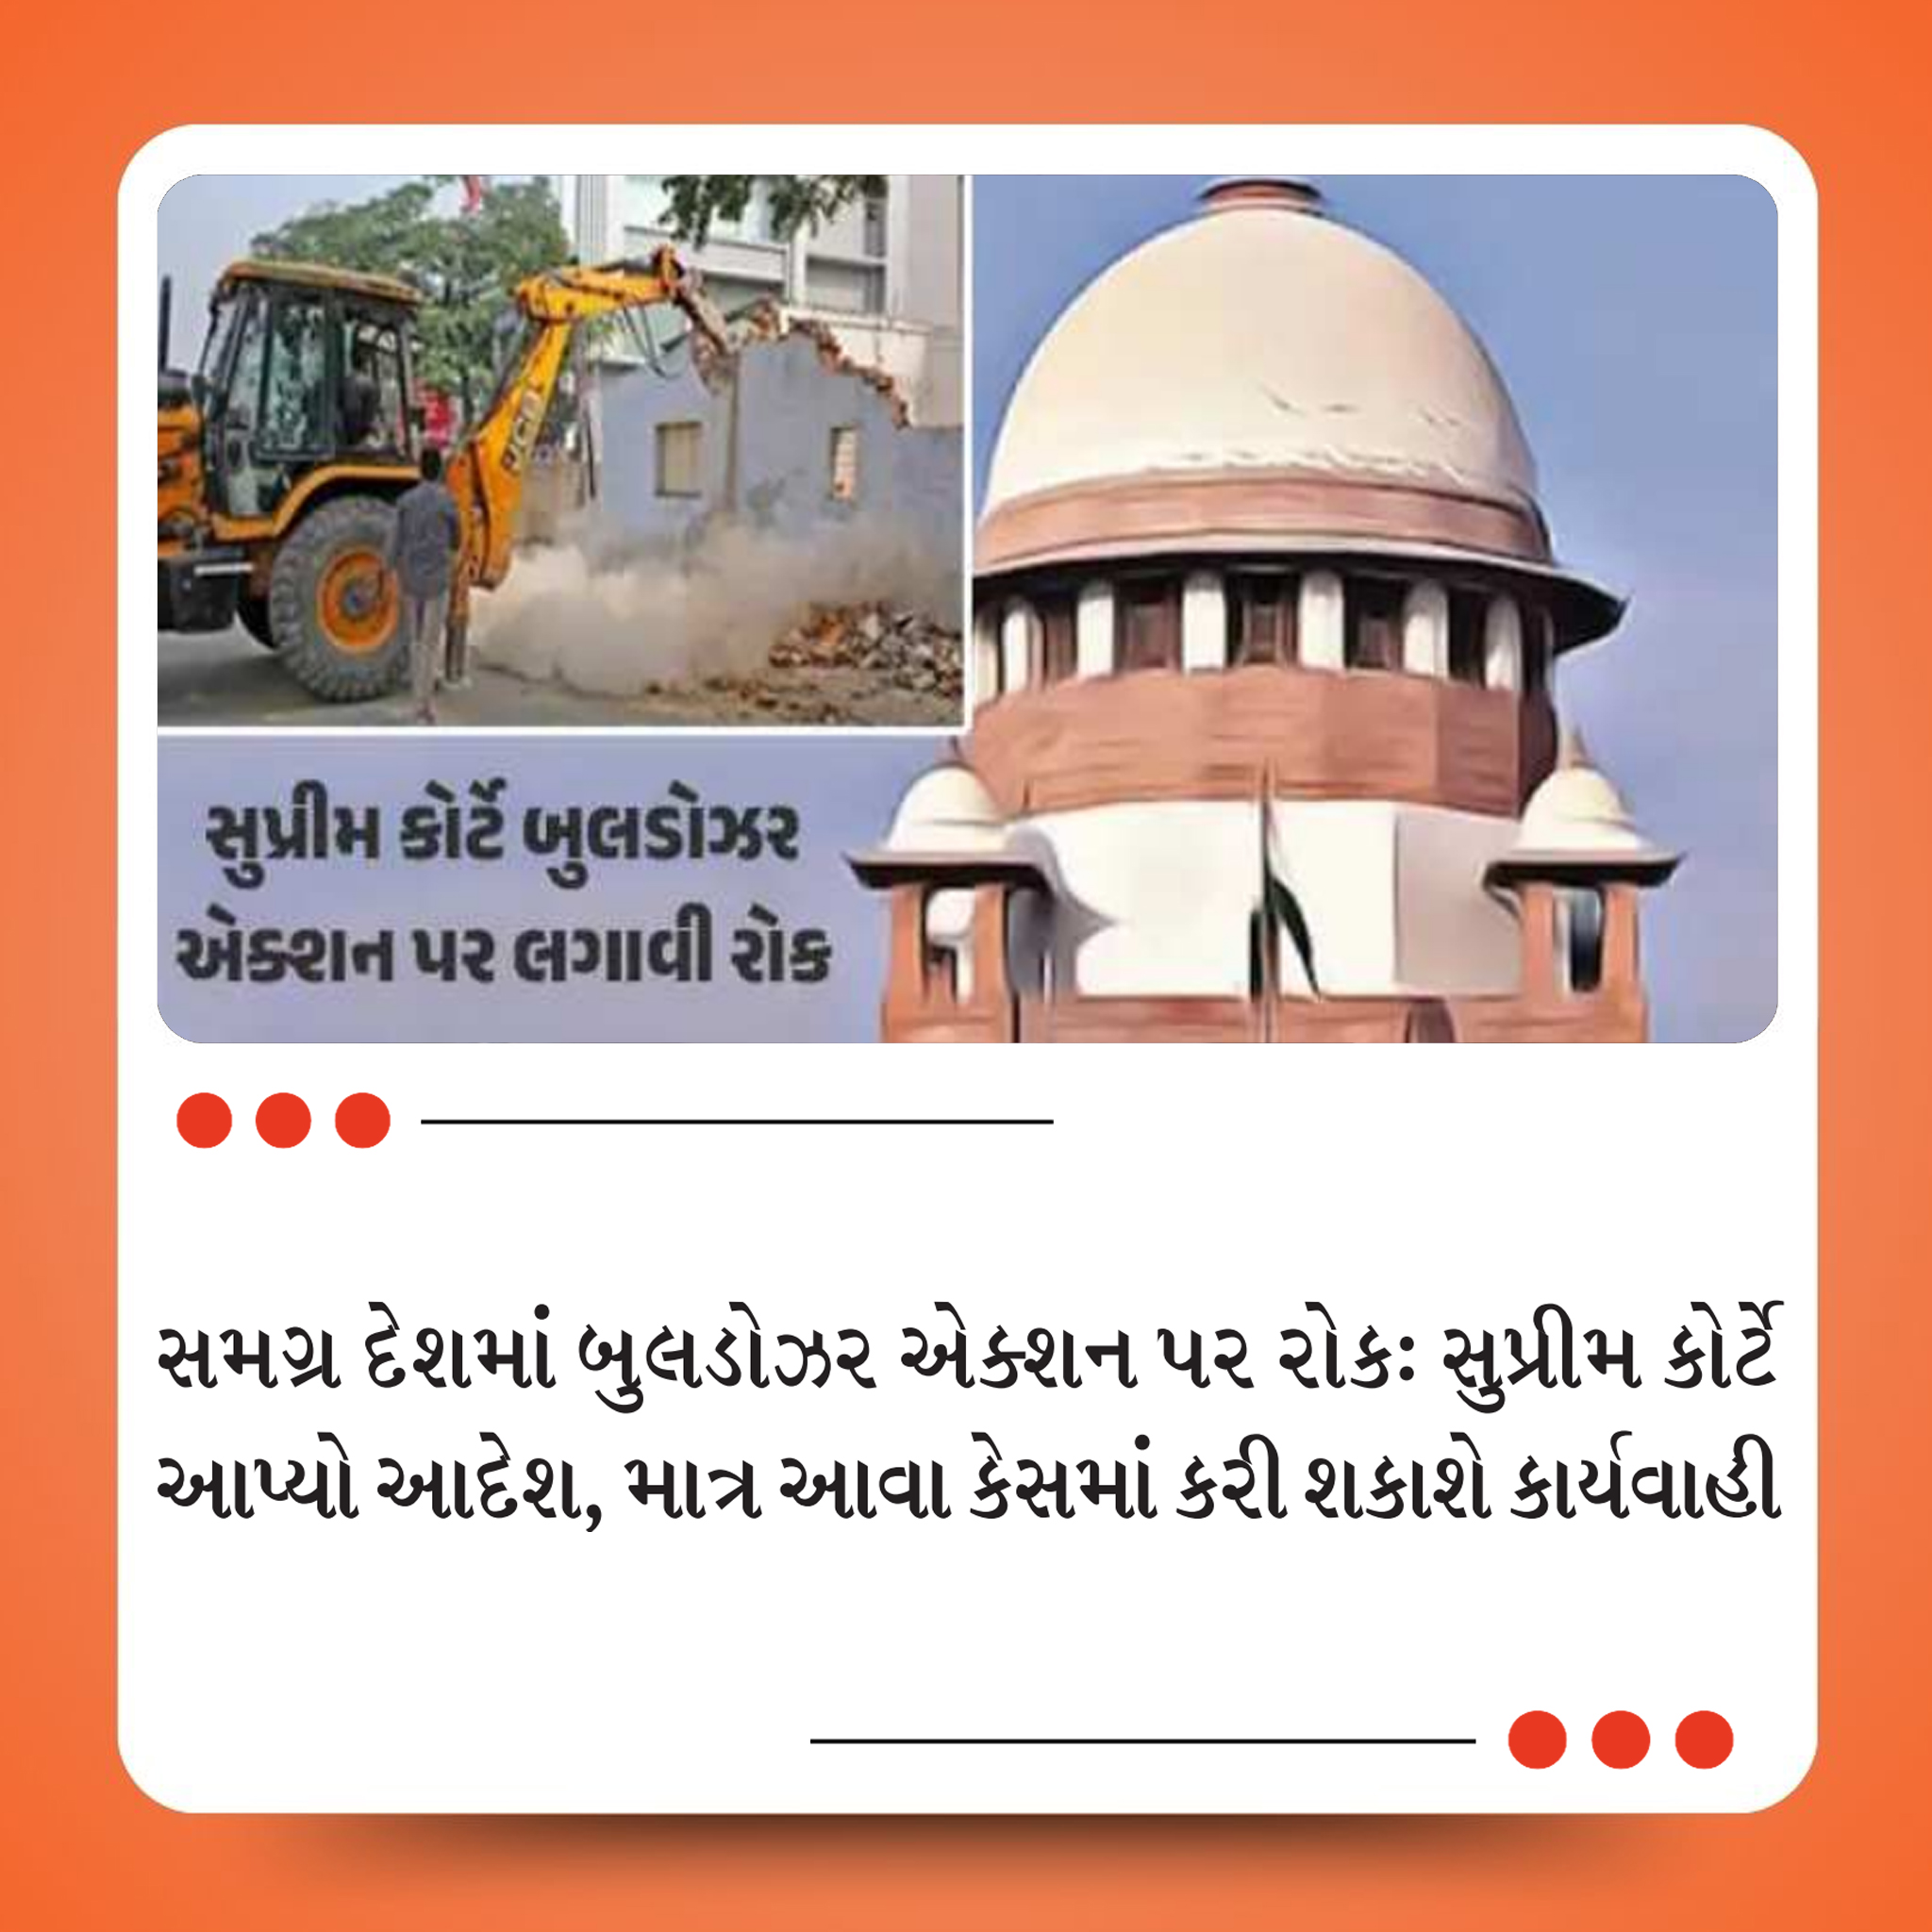 JCB
સુપ્રીમ કોર્ટે બુલડોઝર
એક્શન પર લગાવી રોક
સમગ્ર દેશમાં બુલડોઝર એક્શન પર રોકઃ સુપ્રીમ કોર્ટે
આપ્યો આદેશ, માત્ર આવા કેસમાં કરી શકાશે કાર્યવાહી